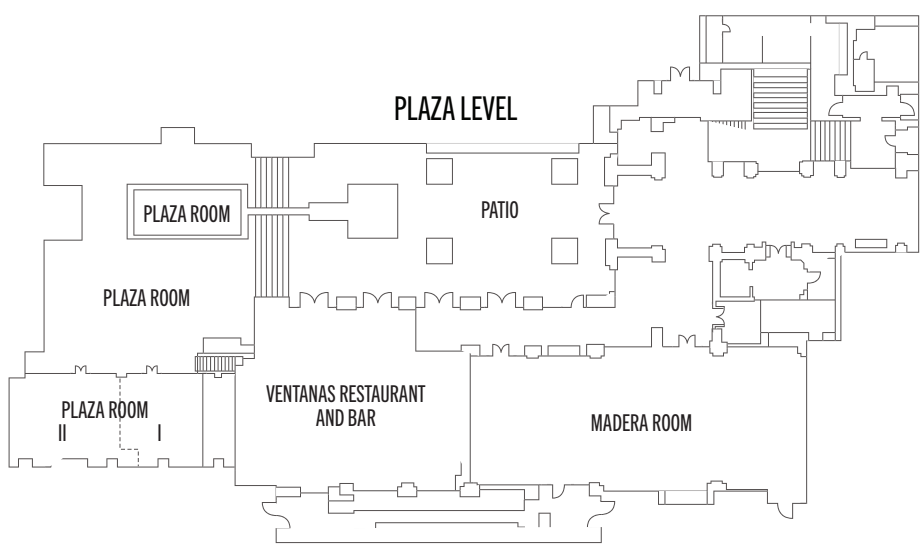 PLAZA LEVEL
PLAZA ROOM
PATIO
PLAZA ROOM
VENTANAS RESTAURANT
AND BAR
PLAZA ROOM
II I
MADERA ROOM